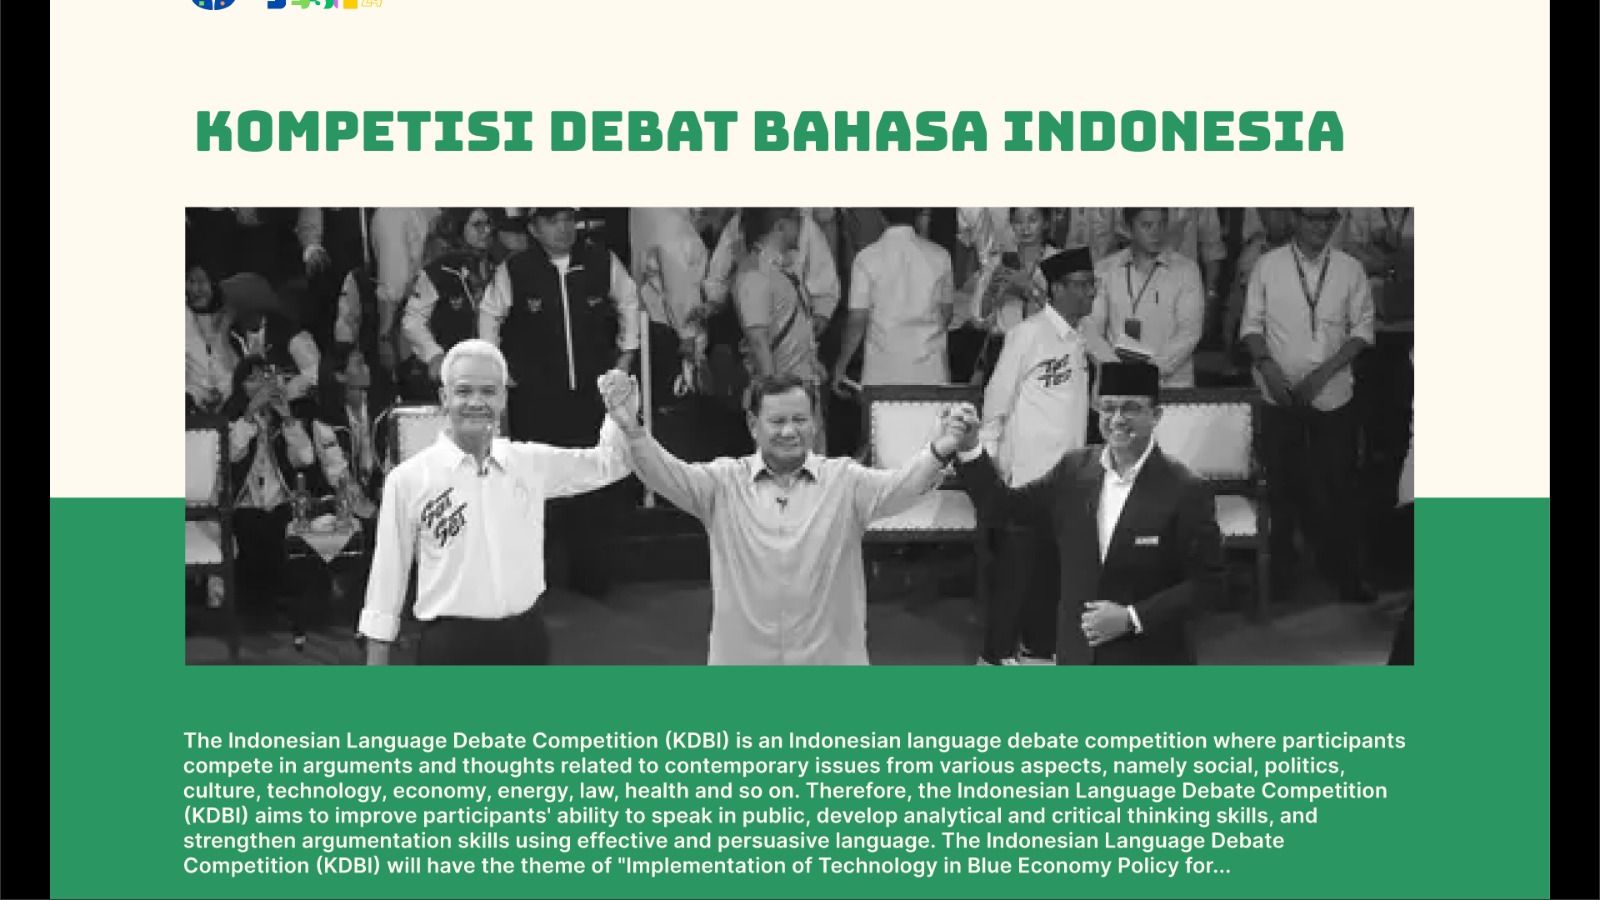 KOMPETISI DEBAT BAHASA INDONESIA
The Indonesian Language Debate Competition (KDBI) is an Indonesian language debate competition where participants
compete in arguments and thoughts related to contemporary issues from various aspects, namely social, politics,
culture, technology, economy, energy, law, health and so on. Therefore, the Indonesian Language Debate Competition
(KDBI) aims to improve participants' ability to speak in public, develop analytical and critical thinking skills, and
strengthen argumentation skills using effective and persuasive language. The Indonesian Language Debate
Competition (KDBI) will have the theme of "Implementation of Technology in Blue Economy Policy for...